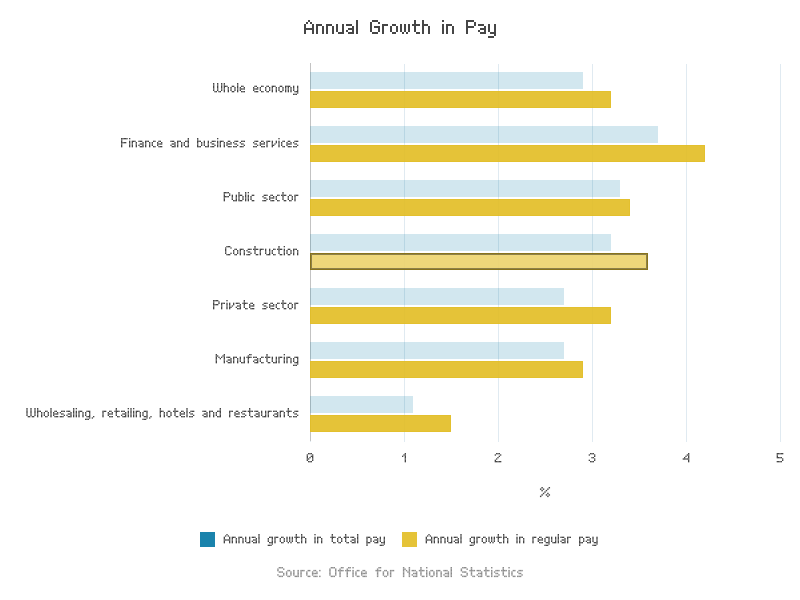 Annual Growth in Pay
Whole economy
Finance and business services
Public sector
Construction
Private sector
Manufacturing
Wholesaling, retailing, hotels and restaurants
0 1 2 3 4 5
%
Annual growth in total pay Annual growth in regular pay
Source: Office for National Statistics